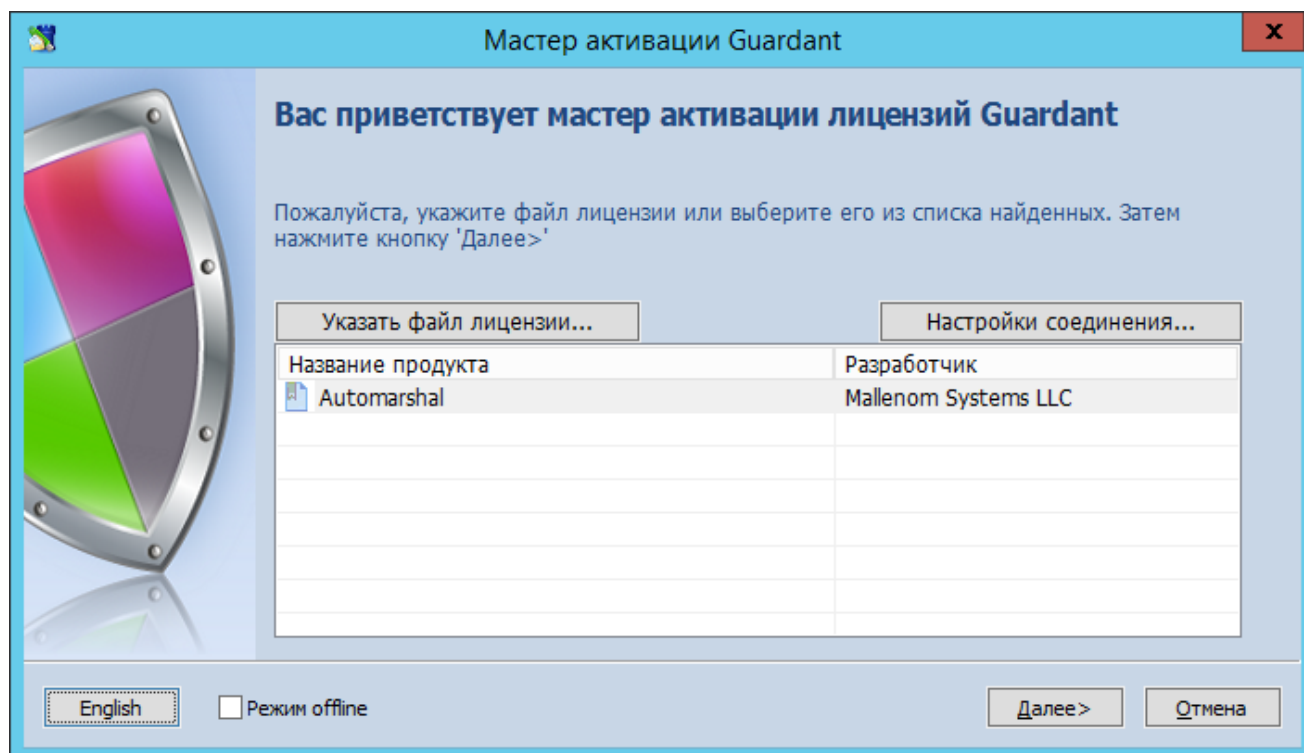 Мастер активации Guardant
x
Вас приветствует мастер активации лицензий Guardant
Пожалуйста, укажите файл лицензии или выберите его из списка найденных. Затем
нажмите кнопку 'Далее>'
Указать файл лицензии... Настройки соединения...
Название продукта Разработчик
Automarshal Mallenom Systems LLC
English Режим offline Далее> Отмена